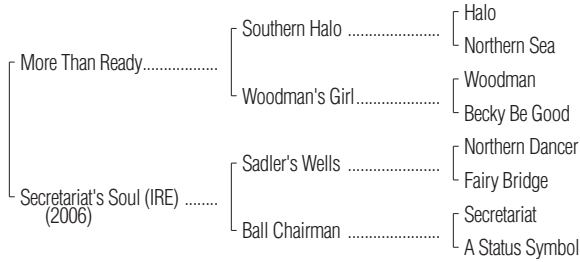 Halo
Southern Halo .....................
Northern Sea
More Than Ready.................
Woodman
Woodman's Girl...................
Becky Be Good
Northern Dancer
Sadler's Wells .....................
Fairy Bridge
Secretariat's Soul (IRE) ........
(2006)
Secretariat
Ball Chairman .....................
A Status Symbol